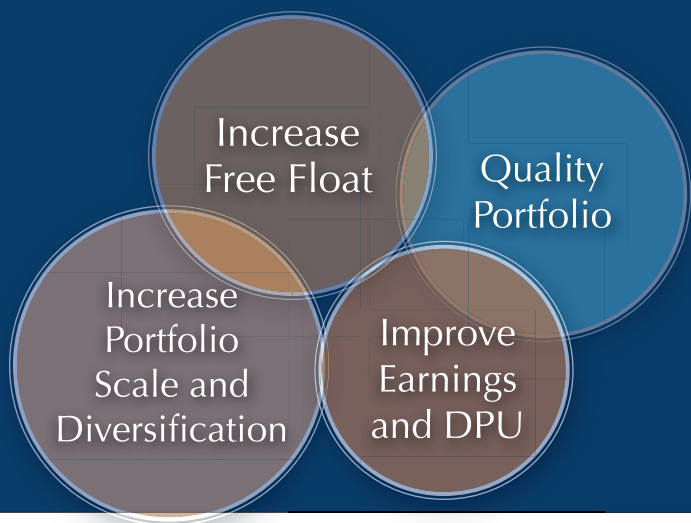 Increase
Free Float
Quality
Portfolio
Increase
Portfolio
Scale and
Diversification
Improve
Earnings
and DPU